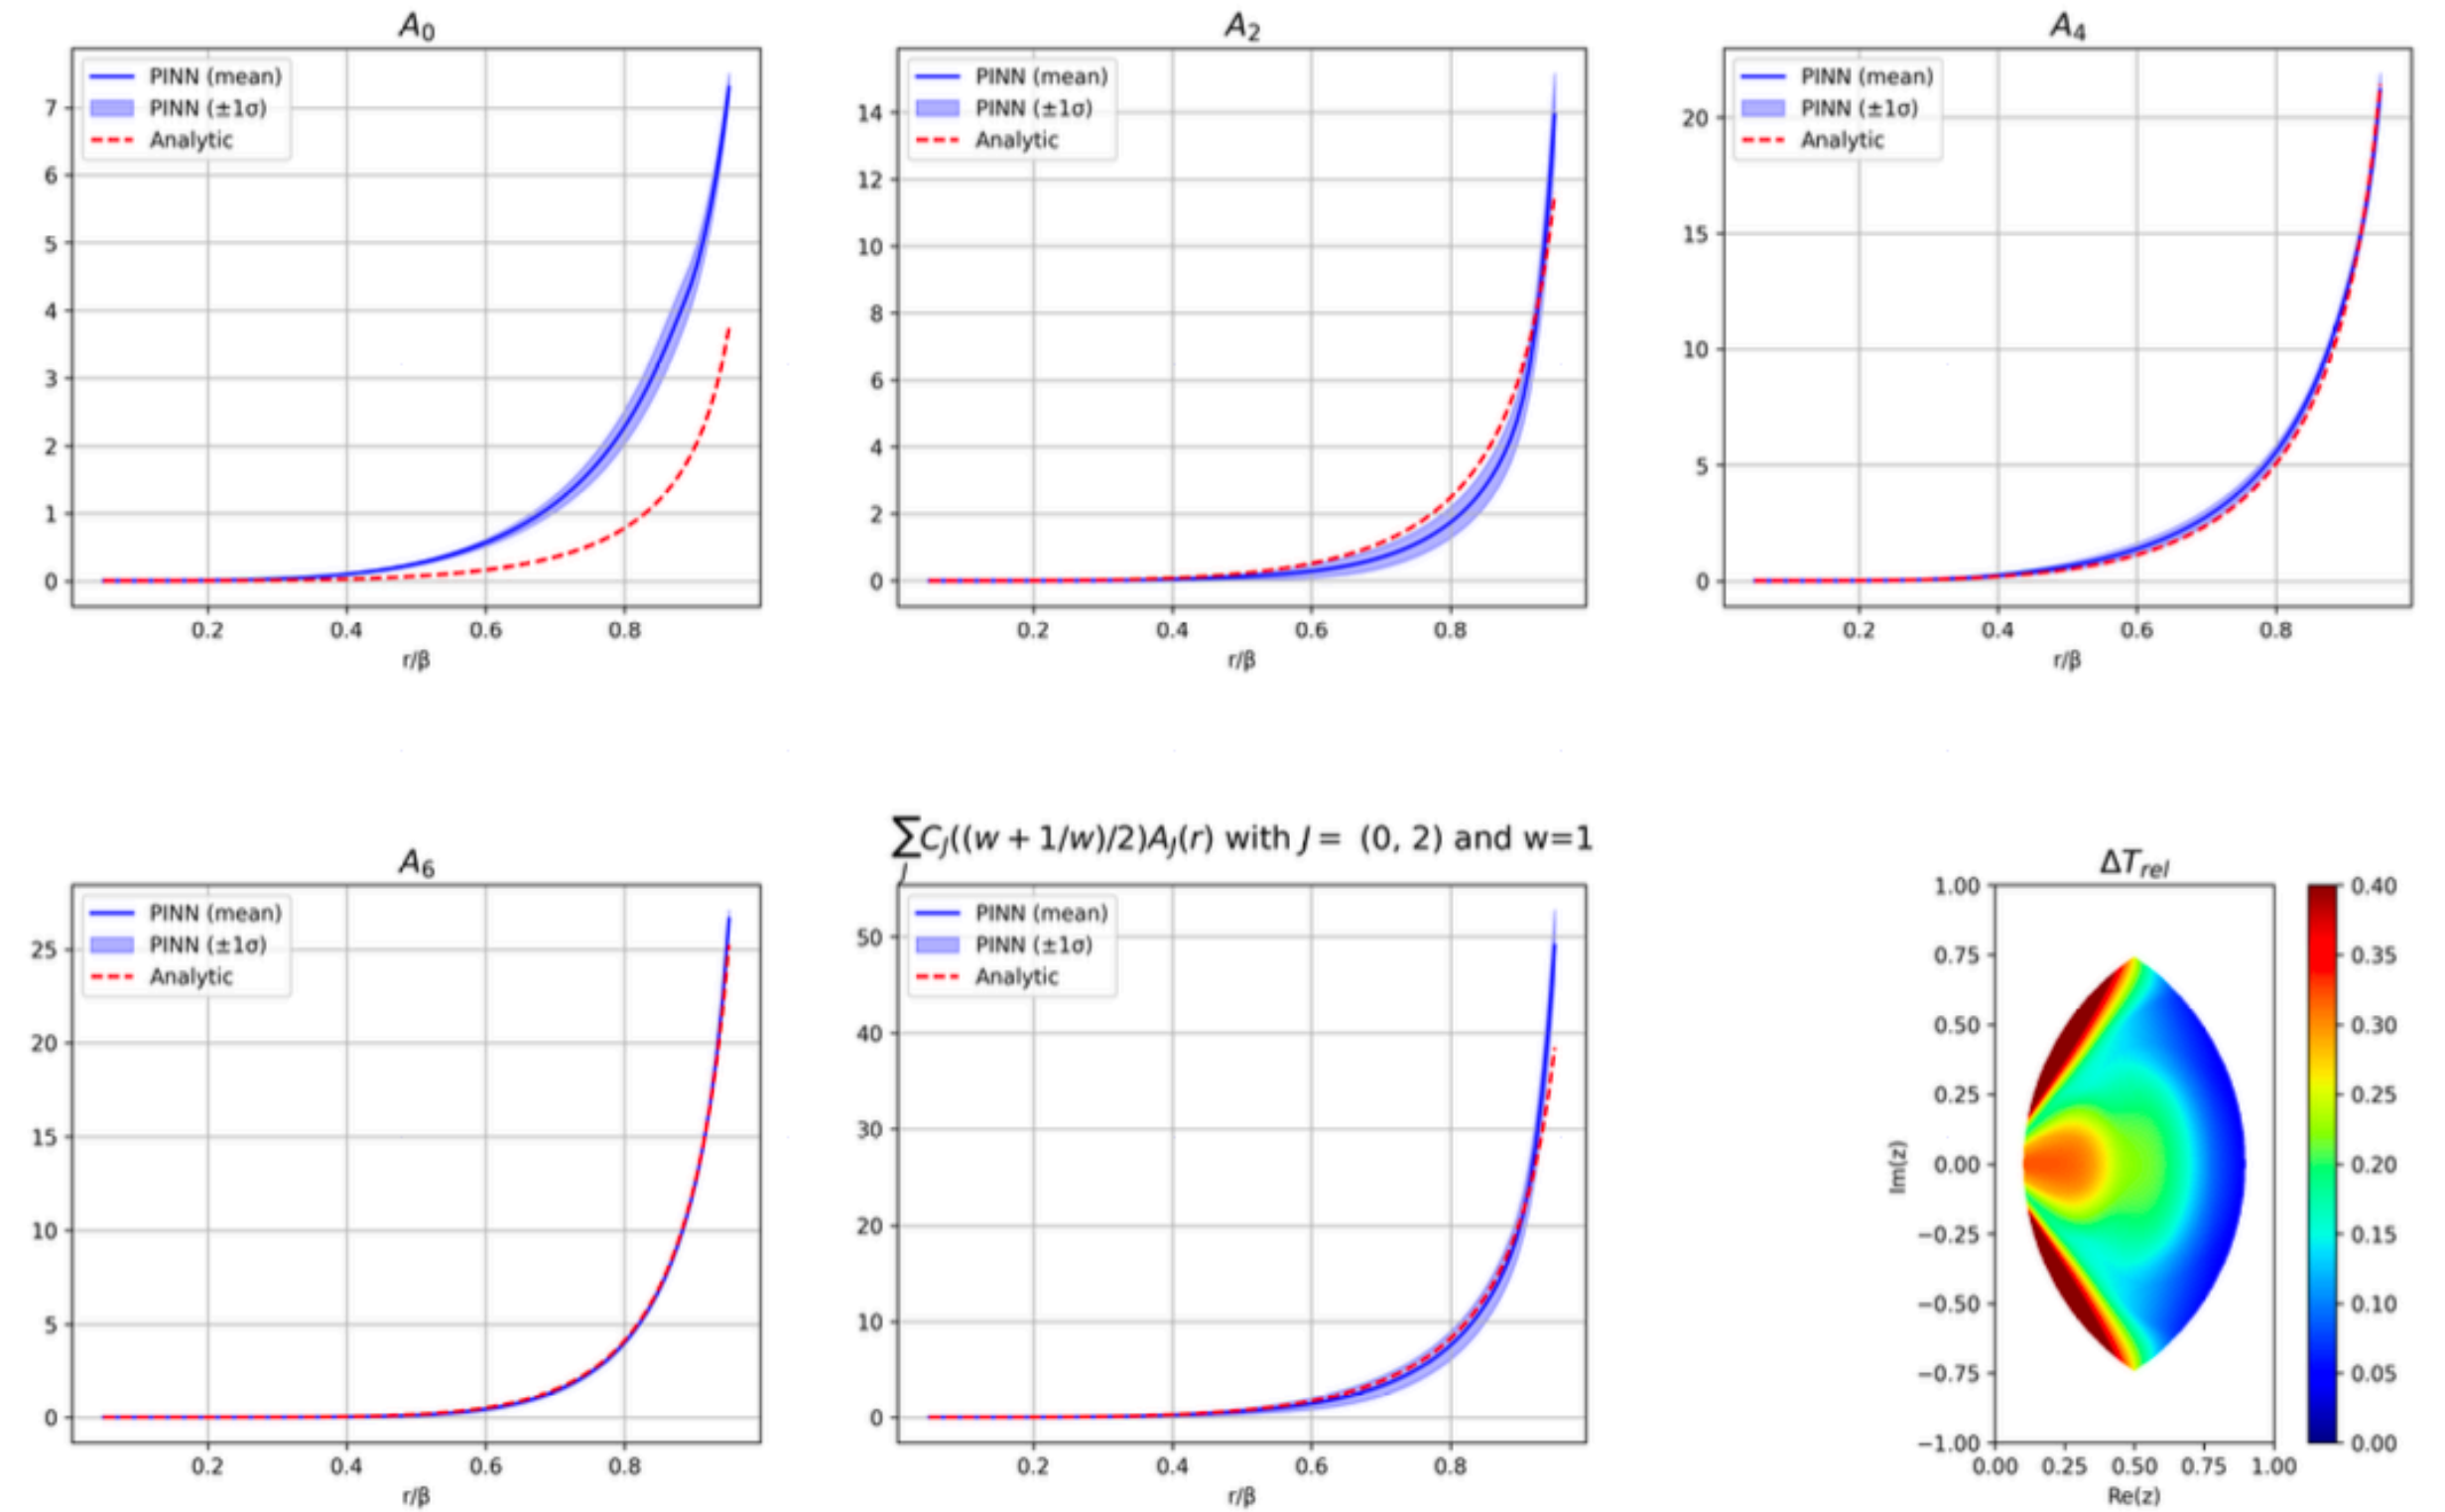 A₀
PINN (mean)
PINN (±1σ)
Analytic
7
6
5
4
3
2
1
0
0.2 0.4 0.6 0.8
r/β
A₂
PINN (mean)
PINN (±1σ)
Analytic
14
12
10
8
6
4
2
0
0.2 0.4 0.6 0.8
r/β
A₄
PINN (mean)
PINN (±1σ)
Analytic
20
15
10
5
0
0.2 0.4 0.6 0.8
r/β
A₆
PINN (mean)
PINN (±1σ)
Analytic
25
20
15
10
5
0
0.2 0.4 0.6 0.8
r/β
∑_J C_J((w + 1/w)/2)A_J(r) with J = (0, 2) and w=1
PINN (mean)
PINN (±1σ)
Analytic
50
40
30
20
10
0
0.2 0.4 0.6 0.8
r/β
ΔT_rel
1.00
0.75
0.50
0.25
0.00
−0.25
−0.50
−0.75
−1.00
Im(z)
0.00 0.25 0.50 0.75 1.00
Re(z)
0.40
0.35
0.30
0.25
0.20
0.15
0.10
0.05
0.00